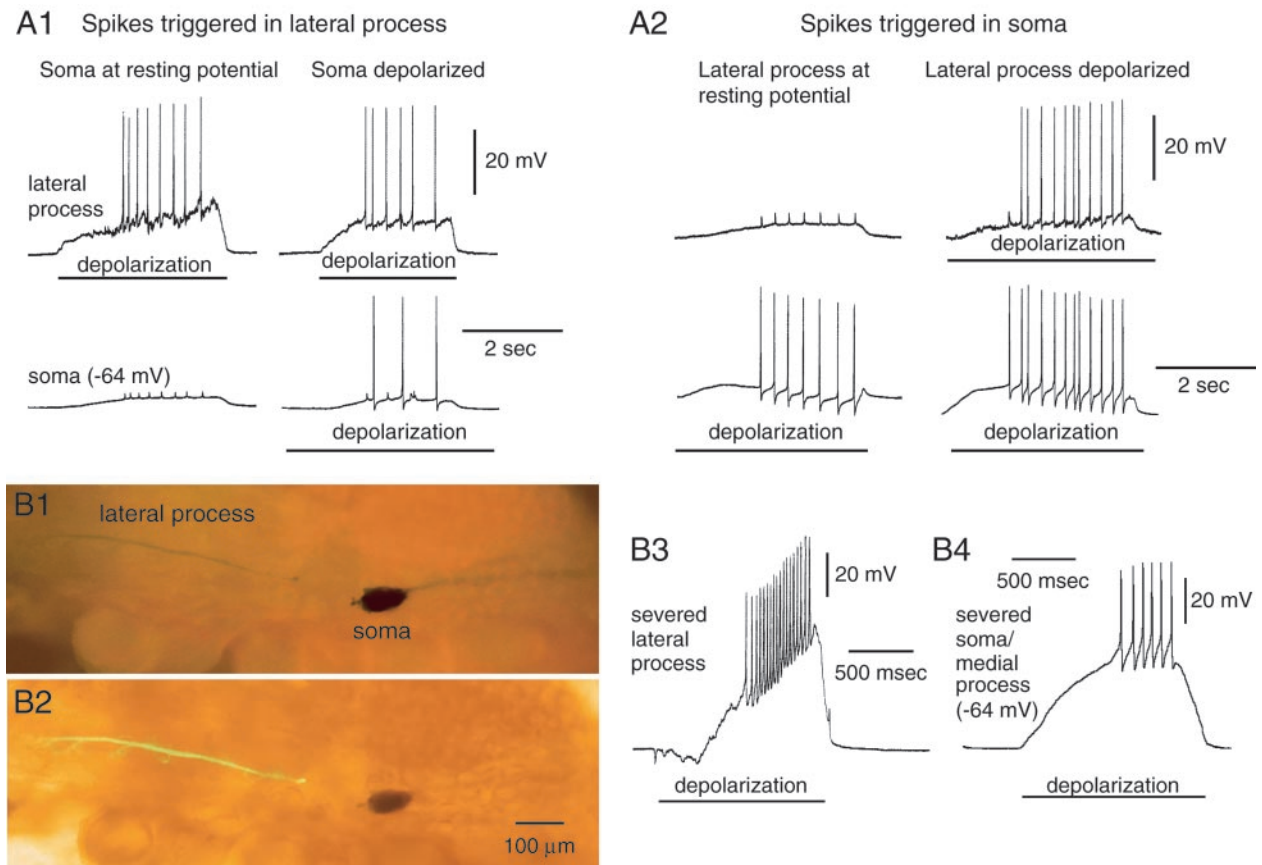 A1 Spikes triggered in lateral process
Soma at resting potential
Soma depolarized
20 mV
lateral
process
depolarization
depolarization
2 sec
soma (-64 mV)
depolarization
A2 Spikes triggered in soma
Lateral process at
resting potential
Lateral process depolarized
20 mV
depolarization
2 sec
depolarization
depolarization
B1
lateral process
soma
B2
100 μm
B3
20 mV
severed
lateral
process
500 msec
depolarization
B4
500 msec
20 mV
severed
soma/
medial
process
(-64 mV)
depolarization